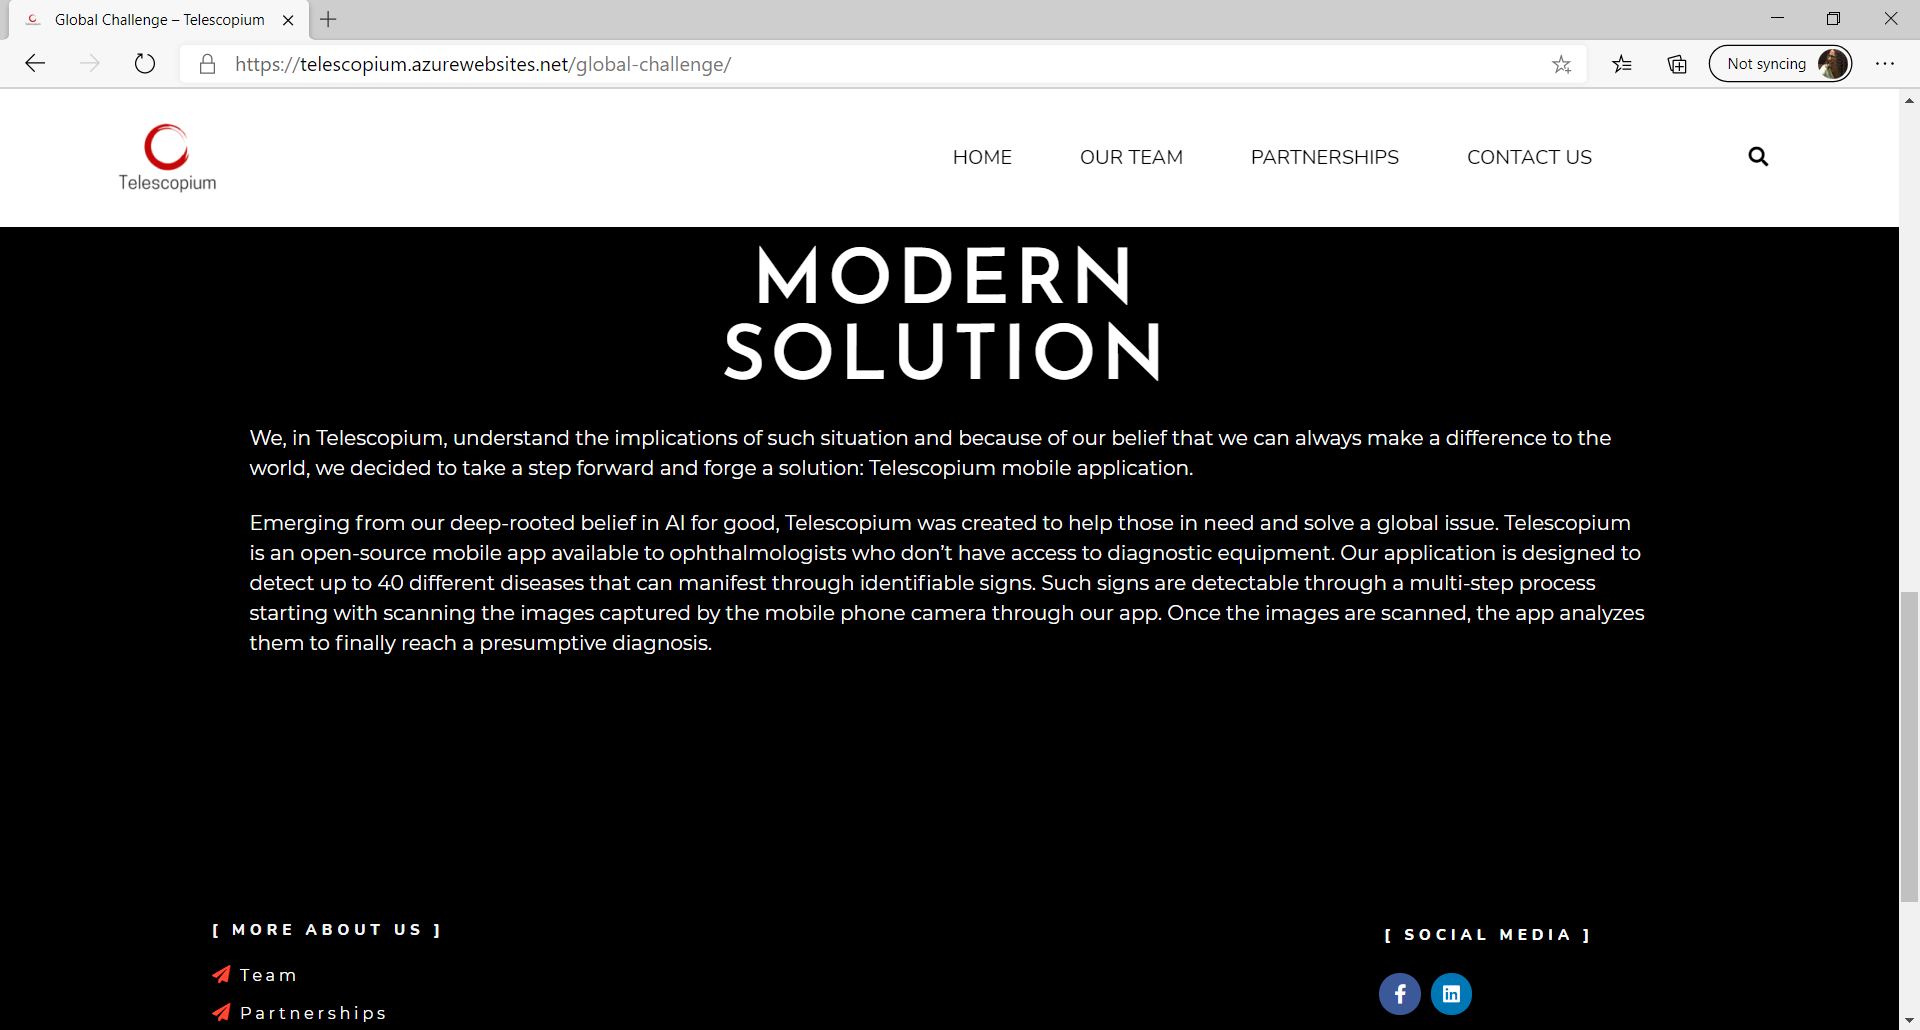 Global Challenge – Telescopium
https://telescopium.azurewebsites.net/global-challenge/
Not syncing
Telescopium
HOME
OUR TEAM
PARTNERSHIPS
CONTACT US
MODERN
SOLUTION
We, in Telescopium, understand the implications of such situation and because of our belief that we can always make a difference to the
world, we decided to take a step forward and forge a solution: Telescopium mobile application.
Emerging from our deep-rooted belief in AI for good, Telescopium was created to help those in need and solve a global issue. Telescopium
is an open-source mobile app available to ophthalmologists who don’t have access to diagnostic equipment. Our application is designed to
detect up to 40 different diseases that can manifest through identifiable signs. Such signs are detectable through a multi-step process
starting with scanning the images captured by the mobile phone camera through our app. Once the images are scanned, the app analyzes
them to finally reach a presumptive diagnosis.
[ MORE ABOUT US ]
Team
Partnerships
[ SOCIAL MEDIA ]